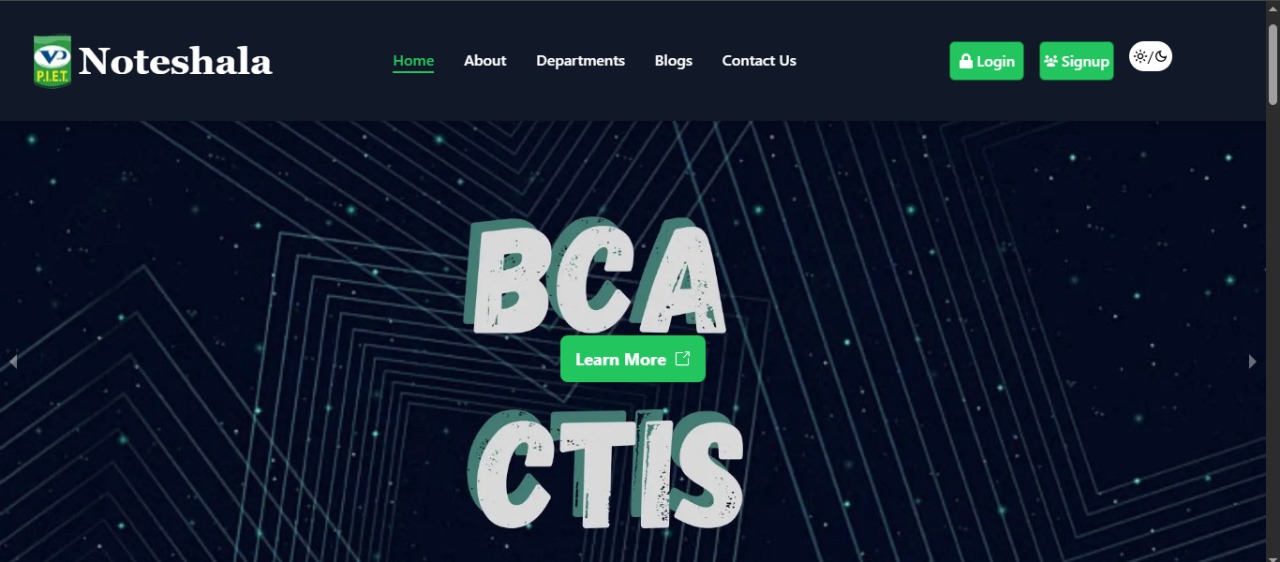 VP
P.I.E.T.
Noteshala
Home
About
Departments
Blogs
Contact Us
Login
Signup
/
BCA
Learn More
CTIS